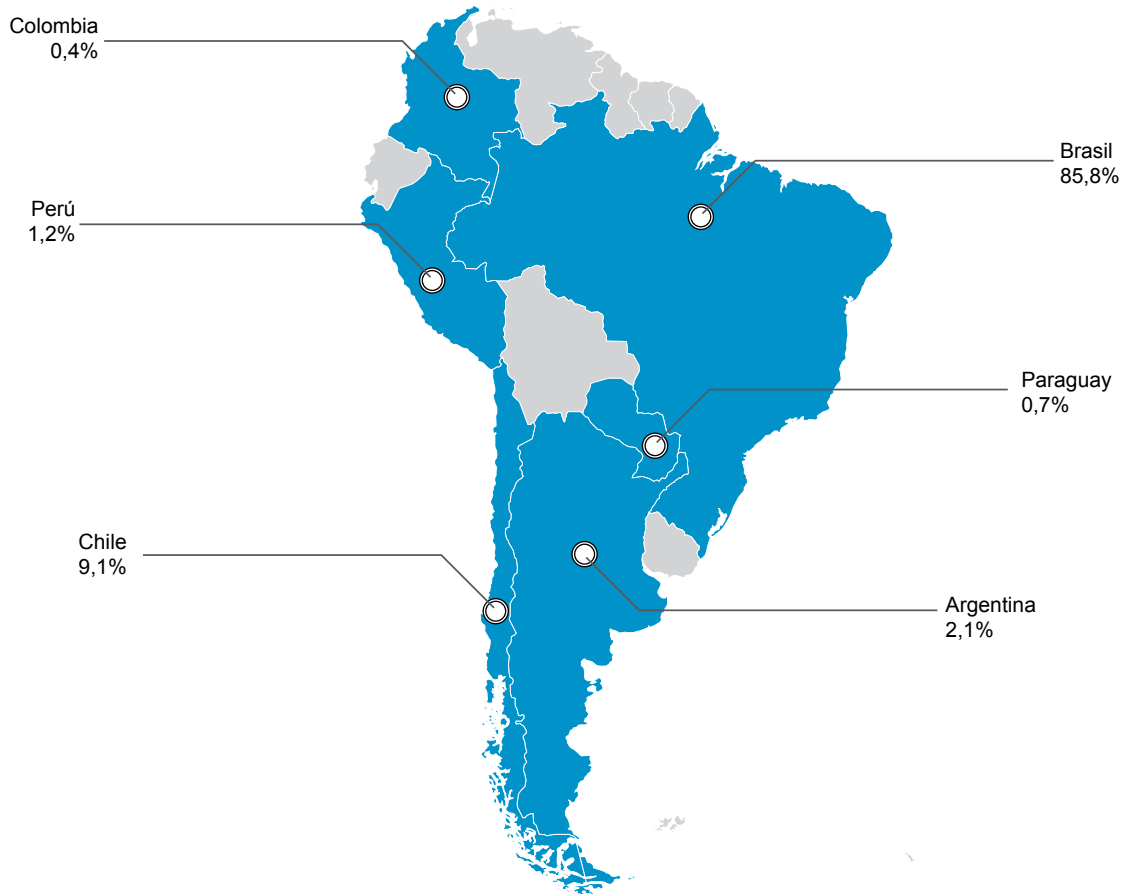 Colombia
0,4%
Brasil
85,8%
Perú
1,2%
Paraguay
0,7%
Chile
9,1%
Argentina
2,1%